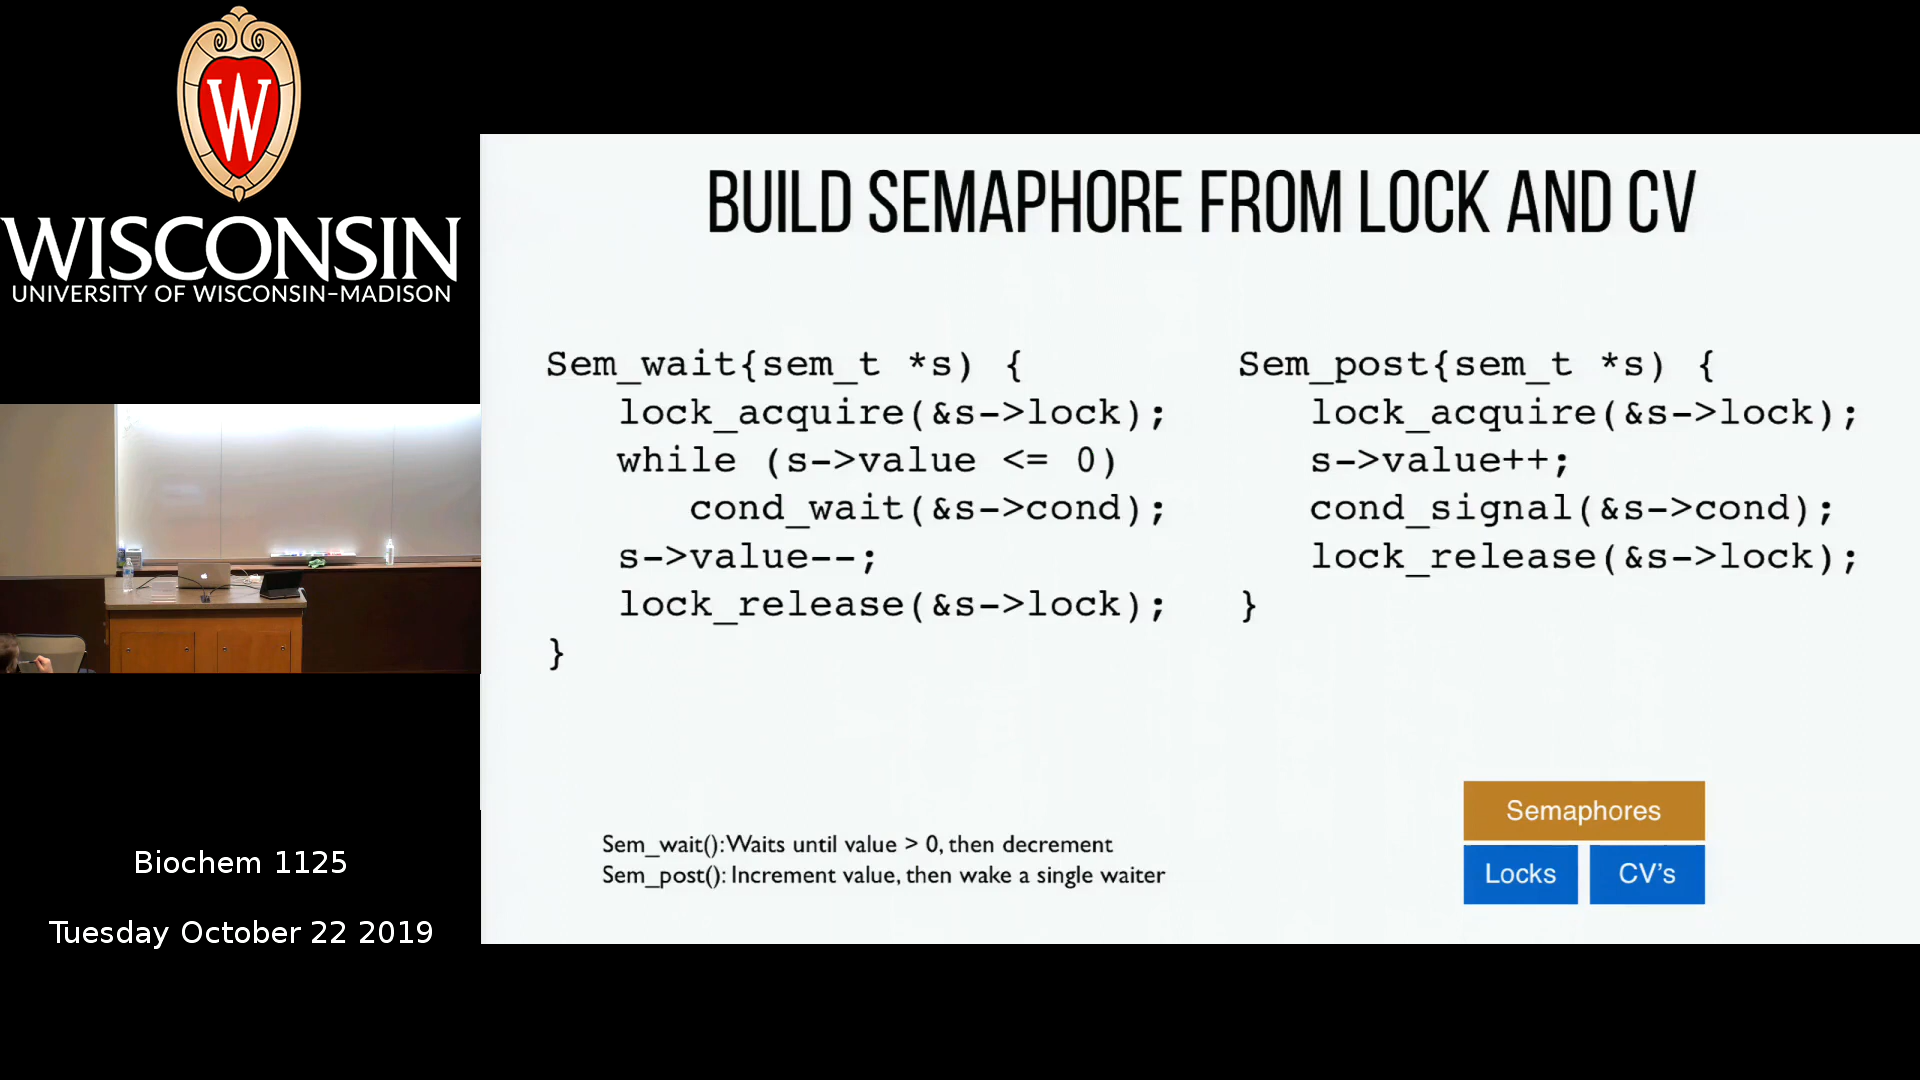 W
WISCONSIN
UNIVERSITY OF WISCONSIN–MADISON
Biochem 1125
Tuesday October 22 2019
BUILD SEMAPHORE FROM LOCK AND CV
Sem_wait{sem_t *s) {
lock_acquire(&s->lock);
while (s->value <= 0)
cond_wait(&s->cond);
s->value--;
lock_release(&s->lock);
}
Sem_post{sem_t *s) {
lock_acquire(&s->lock);
s->value++;
cond_signal(&s->cond);
lock_release(&s->lock);
}
Sem_wait(): Waits until value > 0, then decrement
Sem_post(): Increment value, then wake a single waiter
Semaphores
Locks
CV's